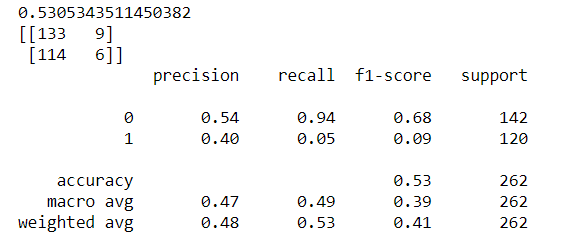 0.5305343511450382
[[133   9]
 [114   6]]
              precision    recall  f1-score   support

           0       0.54      0.94      0.68       142
           1       0.40      0.05      0.09       120

    accuracy                           0.53       262
   macro avg       0.47      0.49      0.39       262
weighted avg       0.48      0.53      0.41       262